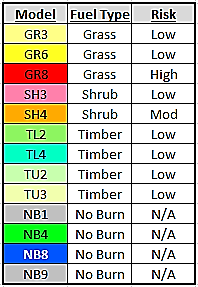 Model Fuel Type Risk
GR3 Grass Low
GR6 Grass Low
GR8 Grass High
SH3 Shrub Low
SH4 Shrub Mod
TL2 Timber Low
TL4 Timber Low
TU2 Timber Low
TU3 Timber Low
NB1 No Burn N/A
NB4 No Burn N/A
NB8 No Burn N/A
NB9 No Burn N/A